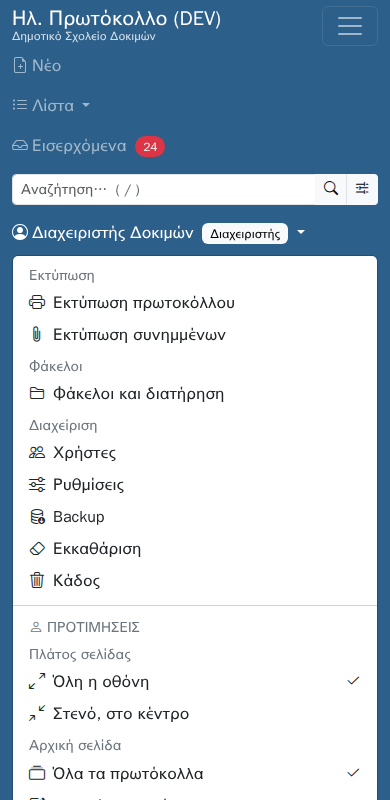 Ηλ. Πρωτόκολλο (DEV)
Δημοτικό Σχολείο Δοκιμών
Νέο
Λίστα
Εισερχόμενα 24
Αναζήτηση… ( / )
Διαχειριστής Δοκιμών Διαχειριστής
Εκτύπωση
Εκτύπωση πρωτοκόλλου
Εκτύπωση συνημμένων
Φάκελοι
Φάκελοι και διατήρηση
Διαχείριση
Χρήστες
Ρυθμίσεις
Backup
Εκκαθάριση
Κάδος
ΠΡΟΤΙΜΗΣΕΙΣ
Πλάτος σελίδας
Όλη η οθόνη
Στενό, στο κέντρο
Αρχική σελίδα
Όλα τα πρωτόκολλα